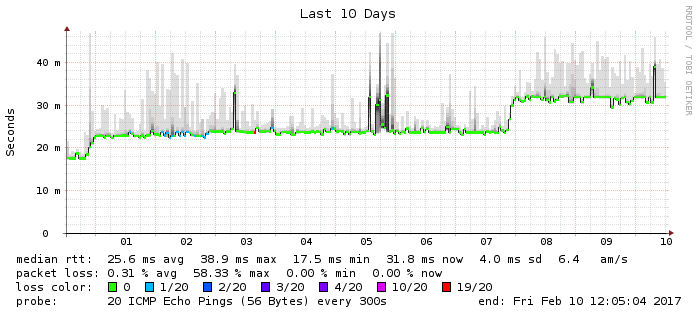 Last 10 Days
RRDTOOL / TOBI OETIKER
Seconds
40 m
30 m
20 m
10 m
0
01 02 03 04 05 06 07 08 09 10
median rtt: 25.6 ms avg 38.9 ms max 17.5 ms min 31.8 ms now 4.0 ms sd 6.4 am/s
packet loss: 0.31 % avg 58.33 % max 0.00 % min 0.00 % now
loss color: 0 1/20 2/20 3/20 4/20 10/20 19/20
probe: 20 ICMP Echo Pings (56 Bytes) every 300s end: Fri Feb 10 12:05:04 2017